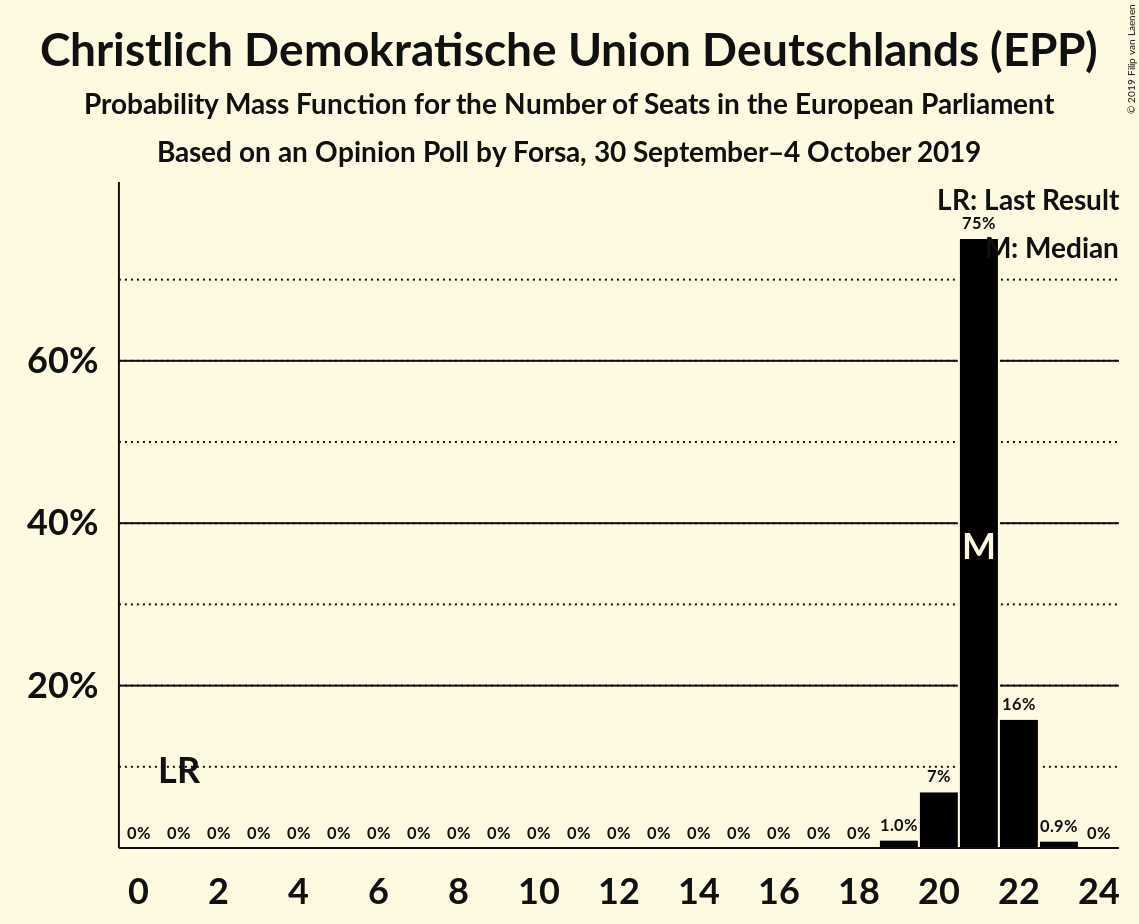 Christlich Demokratische Union Deutschlands (EPP)
Probability Mass Function for the Number of Seats in the European Parliament
Based on an Opinion Poll by Forsa, 30 September–4 October 2019
© 2019 Filip van Laenen
LR: Last Result
75%
M: Median
60%
40%
M
20%
16%
LR
7%
0% 0% 0% 0% 0% 0% 0% 0% 0% 0% 0% 0% 0% 0% 0% 0% 0% 0% 0% 1.0% 0.9% 0%
0 2 4 6 8 10 12 14 16 18 20 22 24